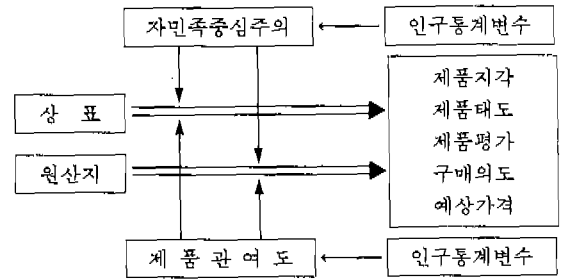 자민족중심주의
인구통계변수
상 표
원산지
제품지각
제품태도
제품평가
구매의도
예상가격
제 품 관 여 도
인구통계변수